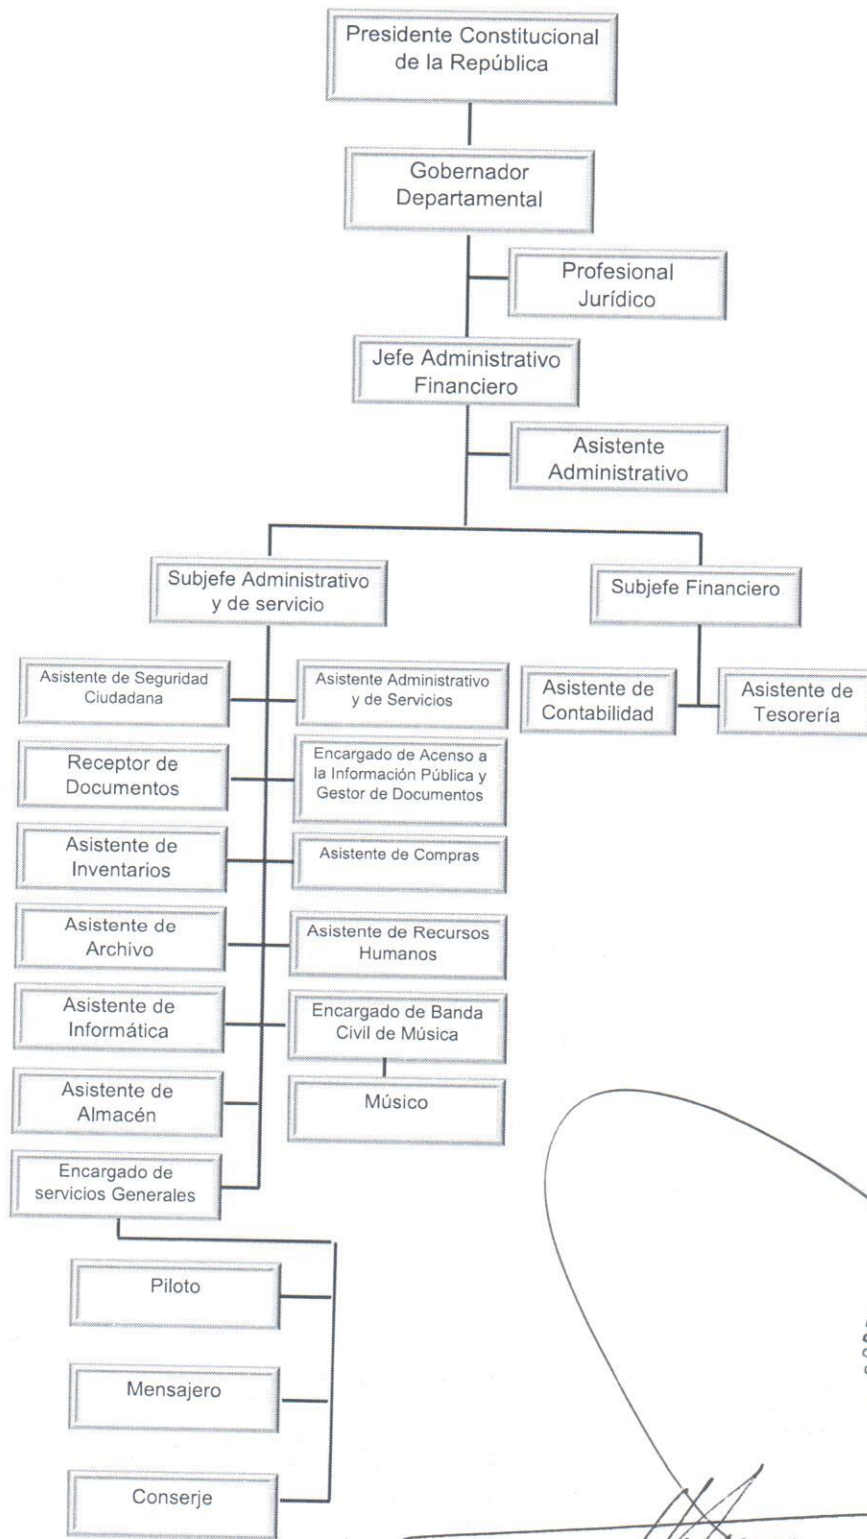 Presidente Constitucional
de la República
Gobernador
Departamental
Profesional
Jurídico
Jefe Administrativo
Financiero
Asistente
Administrativo
Subjefe Administrativo
y de servicio
Subjefe Financiero
Asistente de Seguridad
Ciudadana
Asistente Administrativo
y de Servicios
Asistente de
Contabilidad
Asistente de
Tesorería
Receptor de
Documentos
Encargado de Acenso a
la Información Pública y
Gestor de Documentos
Asistente de
Inventarios
Asistente de Compras
Asistente de
Archivo
Asistente de Recursos
Humanos
Asistente de
Informática
Encargado de Banda
Civil de Música
Asistente de
Almacén
Músico
Encargado de
servicios Generales
Piloto
Mensajero
Conserje